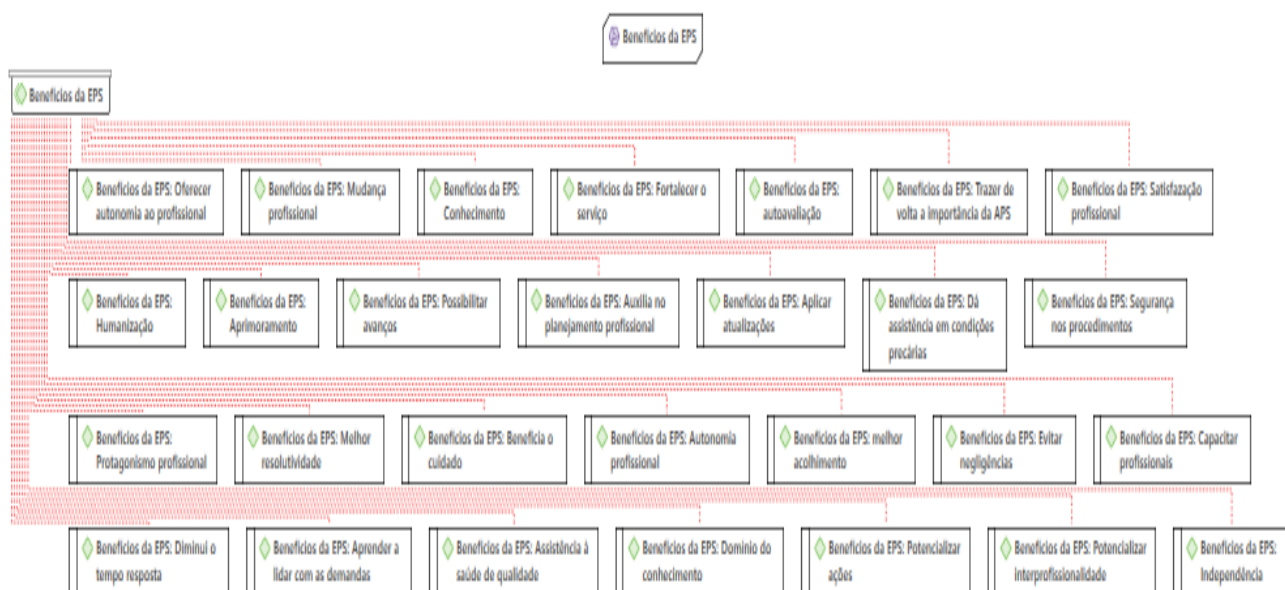 Benefícios da EPS
Benefícios da EPS
Benefícios da EPS: Oferecer
autonomia ao profissional
Benefícios da EPS: Mudança
profissional
Benefícios da EPS:
Conhecimento
Benefícios da EPS: Fortalecer o
serviço
Benefícios da EPS:
autoavaliação
Benefícios da EPS: Trazer de
volta a importância da APS
Benefícios da EPS: Satisfazação
profissional
Benefícios da EPS:
Humanização
Benefícios da EPS:
Aprimoramento
Benefícios da EPS: Possibilitar
avanços
Benefícios da EPS: Auxilia no
planejamento profissional
Benefícios da EPS: Aplicar
atualizações
Benefícios da EPS: Dá
assistência em condições
precárias
Benefícios da EPS: Segurança
nos procedimentos
Benefícios da EPS:
Protagonismo profissional
Benefícios da EPS: Melhor
resolutividade
Benefícios da EPS: Beneficia o
cuidado
Benefícios da EPS: Autonomia
profissional
Benefícios da EPS: melhor
acolhimento
Benefícios da EPS: Evitar
negligências
Benefícios da EPS: Capacitar
profissionais
Benefícios da EPS: Diminui o
tempo resposta
Benefícios da EPS: Aprender a
lidar com as demandas
Benefícios da EPS: Assistência à
saúde de qualidade
Benefícios da EPS: Domínio do
conhecimento
Benefícios da EPS: Potencializar
ações
Benefícios da EPS: Potencializar
interprofissionalidade
Benefícios da EPS:
Independência